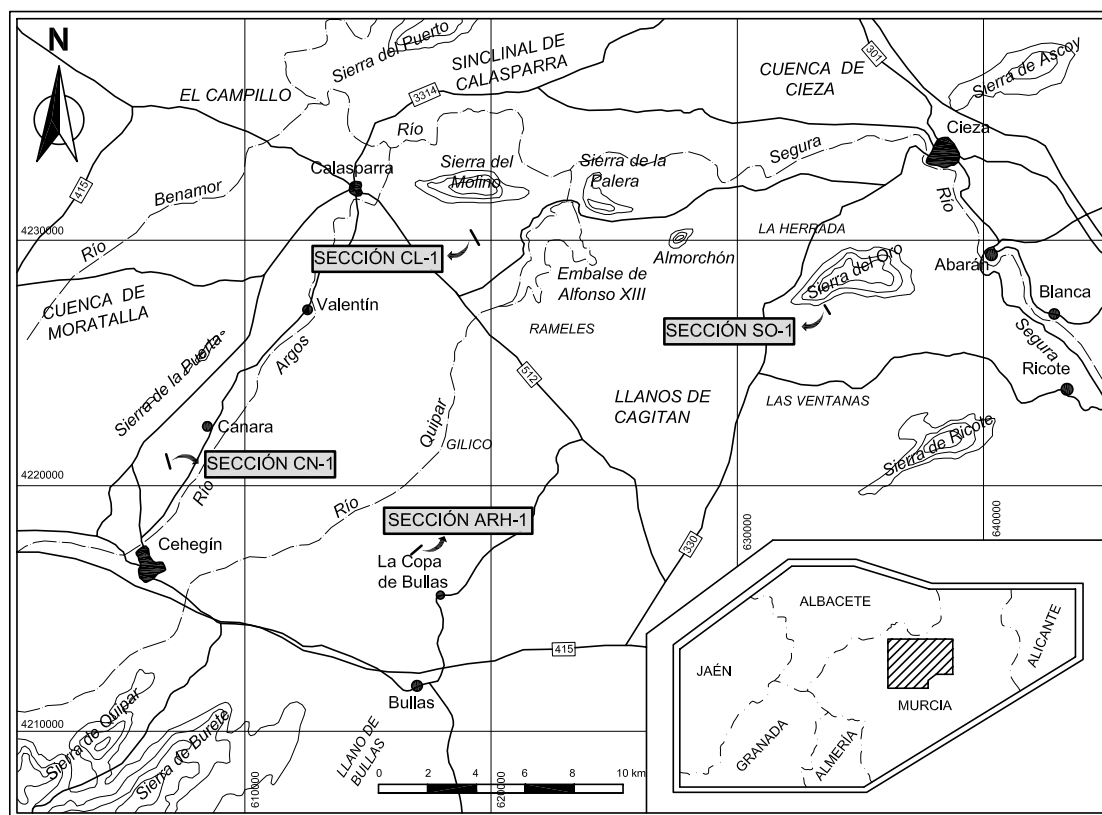 N
Sierra del Puerto
SINCLINAL DE
CALASPARRA
EL CAMPILLO
3314
CUENCA DE
CIEZA
301
Sierra de Ascoy
Río
Segura
Cieza
Calasparra
Sierra del
Molino
Sierra de la
Palera
415
Benamor
Río
Río
4230000
SECCIÓN CL-1
LA HERRADA
Almorchón
Abarán
Embalse de
Alfonso XIII
Sierra del Oro
CUENCA DE
MORATALLA
Valentín
Blanca
RAMELES
SECCIÓN SO-1
Segura
Argos
Sierra de la Puerta
512
Ricote
LLANOS DE
CAGITAN
LAS VENTANAS
Quipar
Cánara
GILICO
Sierra de Ricote
SECCIÓN CN-1
4220000
Río
Río
SECCIÓN ARH-1
6300000
640000
Cehegín
La Copa
de Bullas
330
ALBACETE
ALICANTE
JAÉN
415
MURCIA
Bullas
4210000
GRANADA
ALMERÍA
Sierra de Quipar
Sierra de Burete
LLANO DE
BULLAS
610000
620000
0 2 4 6 8 10 km